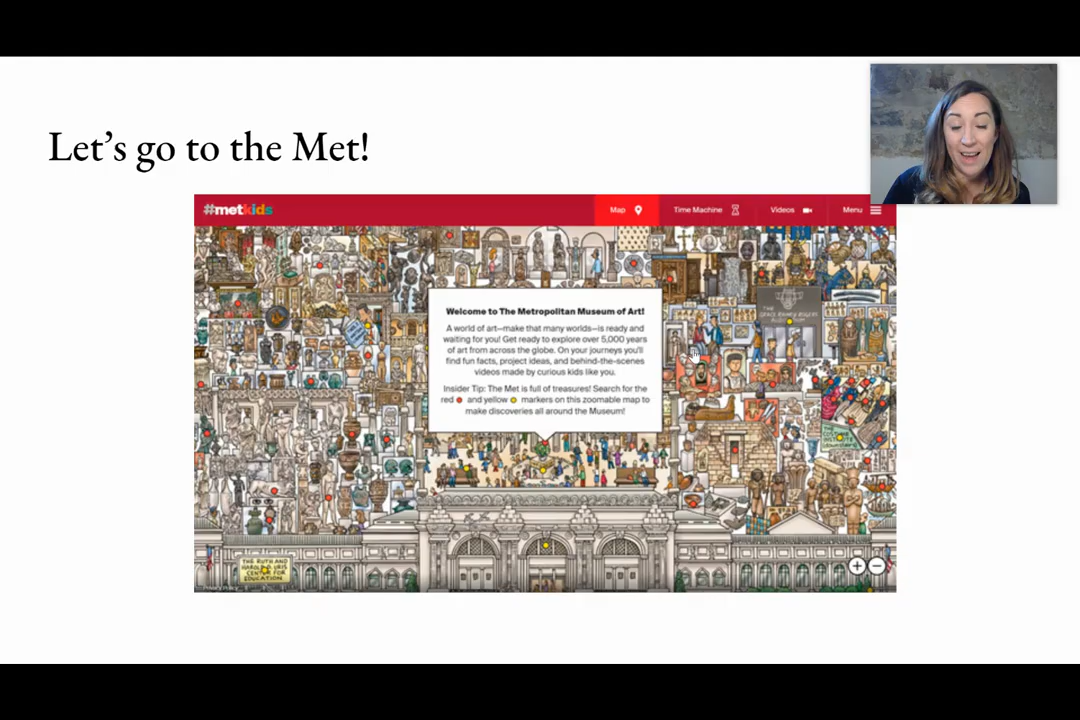 Let's go to the Met!
#metkids
Map
Time Machine
Videos
Menu
Welcome to The Metropolitan Museum of Art!
A world of art—make that many worlds—is ready and
waiting for you! Get ready to explore over 5,000 years
of art from across the globe. On your journeys you'll
find fun facts, project ideas, and behind-the-scenes
videos made by curious kids like you.
Insider Tip: The Met is full of treasures! Search for the
red and yellow markers on this zoomable map to
make discoveries all around the Museum!
THE
GRACE RAINEY ROGERS
AUDITORIUM
THE RUTH AND
HAROLD D. URIS
CENTER FOR
EDUCATION